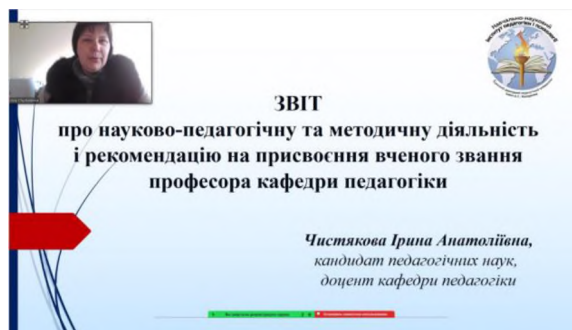 ЗВІТ
про науково-педагогічну та методичну діяльність
і рекомендацію на присвоєння вченого звання
професора кафедри педагогіки
Чистякова Ірина Анатоліївна,
кандидат педагогічних наук,
доцент кафедри педагогіки